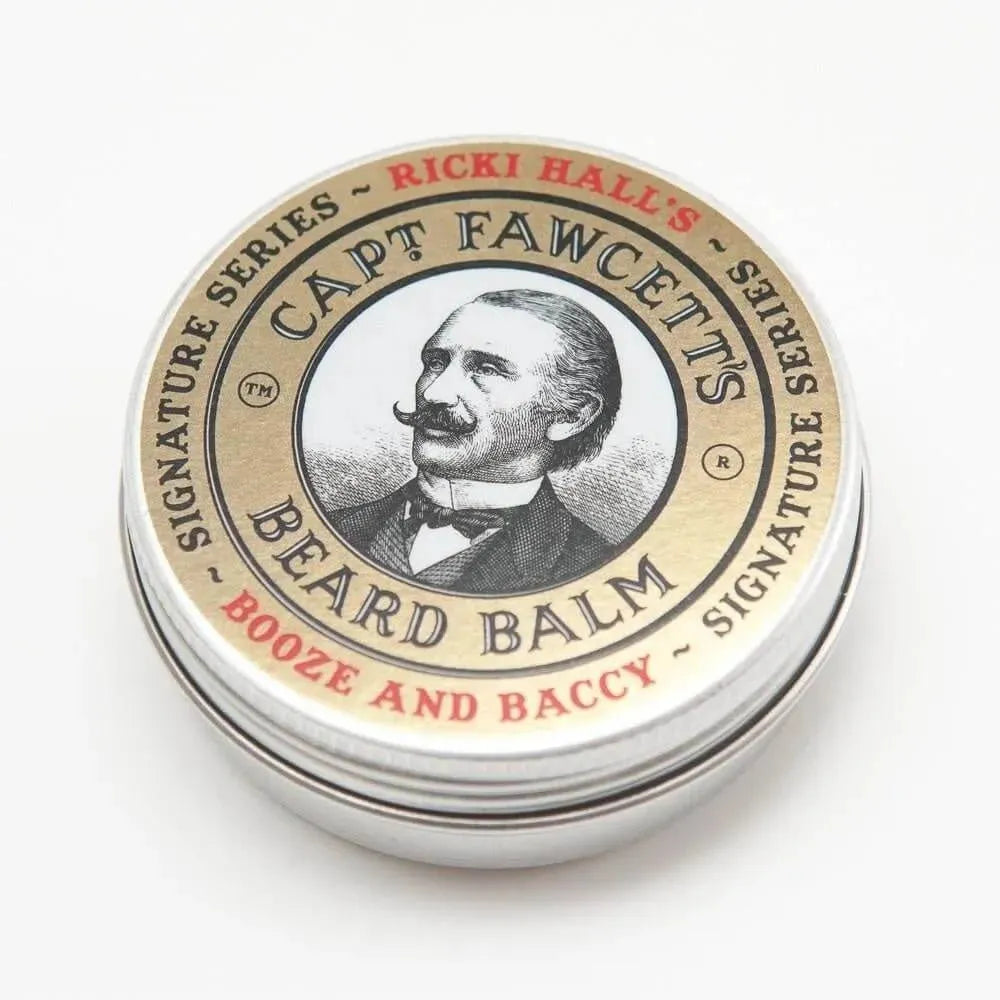 ~ RICKI HALL'S ~
SIGNATURE SERIES
SIGNATURE SERIES
CAPT FAWCETT'S
TM
R
BEARD BALM
~ BOOZE AND BACCY ~